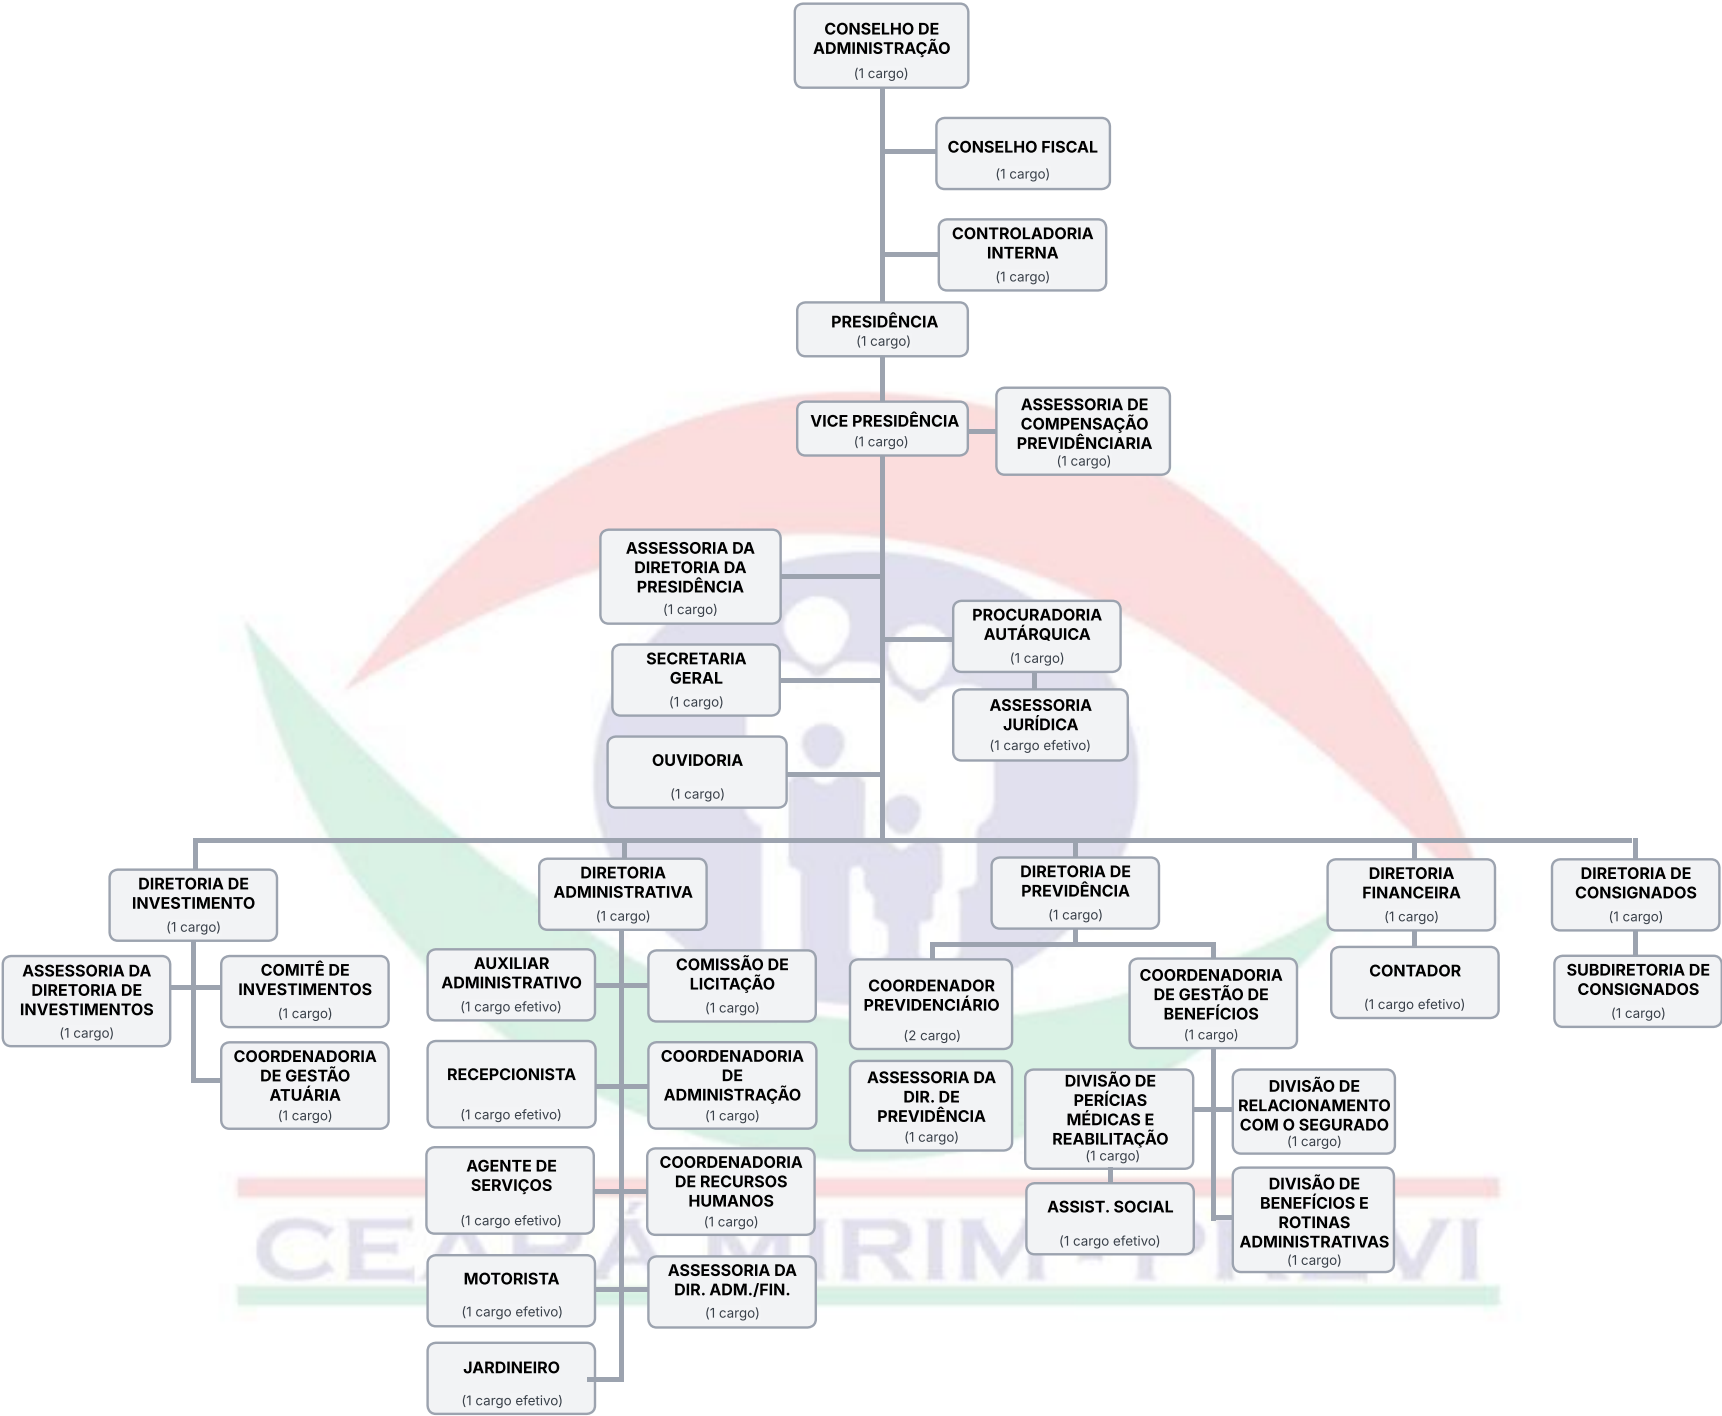 CONSELHO DE
ADMINISTRAÇÃO
(1 cargo)
CONSELHO FISCAL
(1 cargo)
CONTROLADORIA
INTERNA
(1 cargo)
PRESIDÊNCIA
(1 cargo)
VICE PRESIDÊNCIA
(1 cargo)
ASSESSORIA DE
COMPENSAÇÃO
PREVIDÊNCIARIA
(1 cargo)
ASSESSORIA DA
DIRETORIA DA
PRESIDÊNCIA
(1 cargo)
PROCURADORIA
AUTÁRQUICA
(1 cargo)
SECRETARIA
GERAL
(1 cargo)
ASSESSORIA
JURÍDICA
(1 cargo efetivo)
OUVIDORIA
(1 cargo)
DIRETORIA DE
INVESTIMENTO
(1 cargo)
ASSESSORIA DA
DIRETORIA DE
INVESTIMENTOS
(1 cargo)
COMITÊ DE
INVESTIMENTOS
(1 cargo)
COORDENADORIA
DE GESTÃO
ATUÁRIA
(1 cargo)
DIRETORIA
ADMINISTRATIVA
(1 cargo)
AUXILIAR
ADMINISTRATIVO
(1 cargo efetivo)
COMISSÃO DE
LICITAÇÃO
(1 cargo)
RECEPCIONISTA
(1 cargo efetivo)
COORDENADORIA
DE
ADMINISTRAÇÃO
(1 cargo)
AGENTE DE
SERVIÇOS
(1 cargo efetivo)
COORDENADORIA
DE RECURSOS
HUMANOS
(1 cargo)
MOTORISTA
(1 cargo efetivo)
ASSESSORIA DA
DIR. ADM./FIN.
(1 cargo)
JARDINEIRO
(1 cargo efetivo)
DIRETORIA DE
PREVIDÊNCIA
(1 cargo)
COORDENADOR
PREVIDENCIÁRIO
(2 cargo)
ASSESSORIA DA
DIR. DE
PREVIDÊNCIA
(1 cargo)
COORDENADORIA
DE GESTÃO DE
BENEFÍCIOS
(1 cargo)
DIVISÃO DE
PERÍCIAS
MÉDICAS E
REABILITAÇÃO
(1 cargo)
ASSIST. SOCIAL
(1 cargo efetivo)
DIVISÃO DE
RELACIONAMENTO
COM O SEGURADO
(1 cargo)
DIVISÃO DE
BENEFÍCIOS E
ROTINAS
ADMINISTRATIVAS
(1 cargo)
DIRETORIA
FINANCEIRA
(1 cargo)
CONTADOR
(1 cargo efetivo)
DIRETORIA DE
CONSIGNADOS
(1 cargo)
SUBDIRETORIA DE
CONSIGNADOS
(1 cargo)
CEARÁ MIRIM PREVI